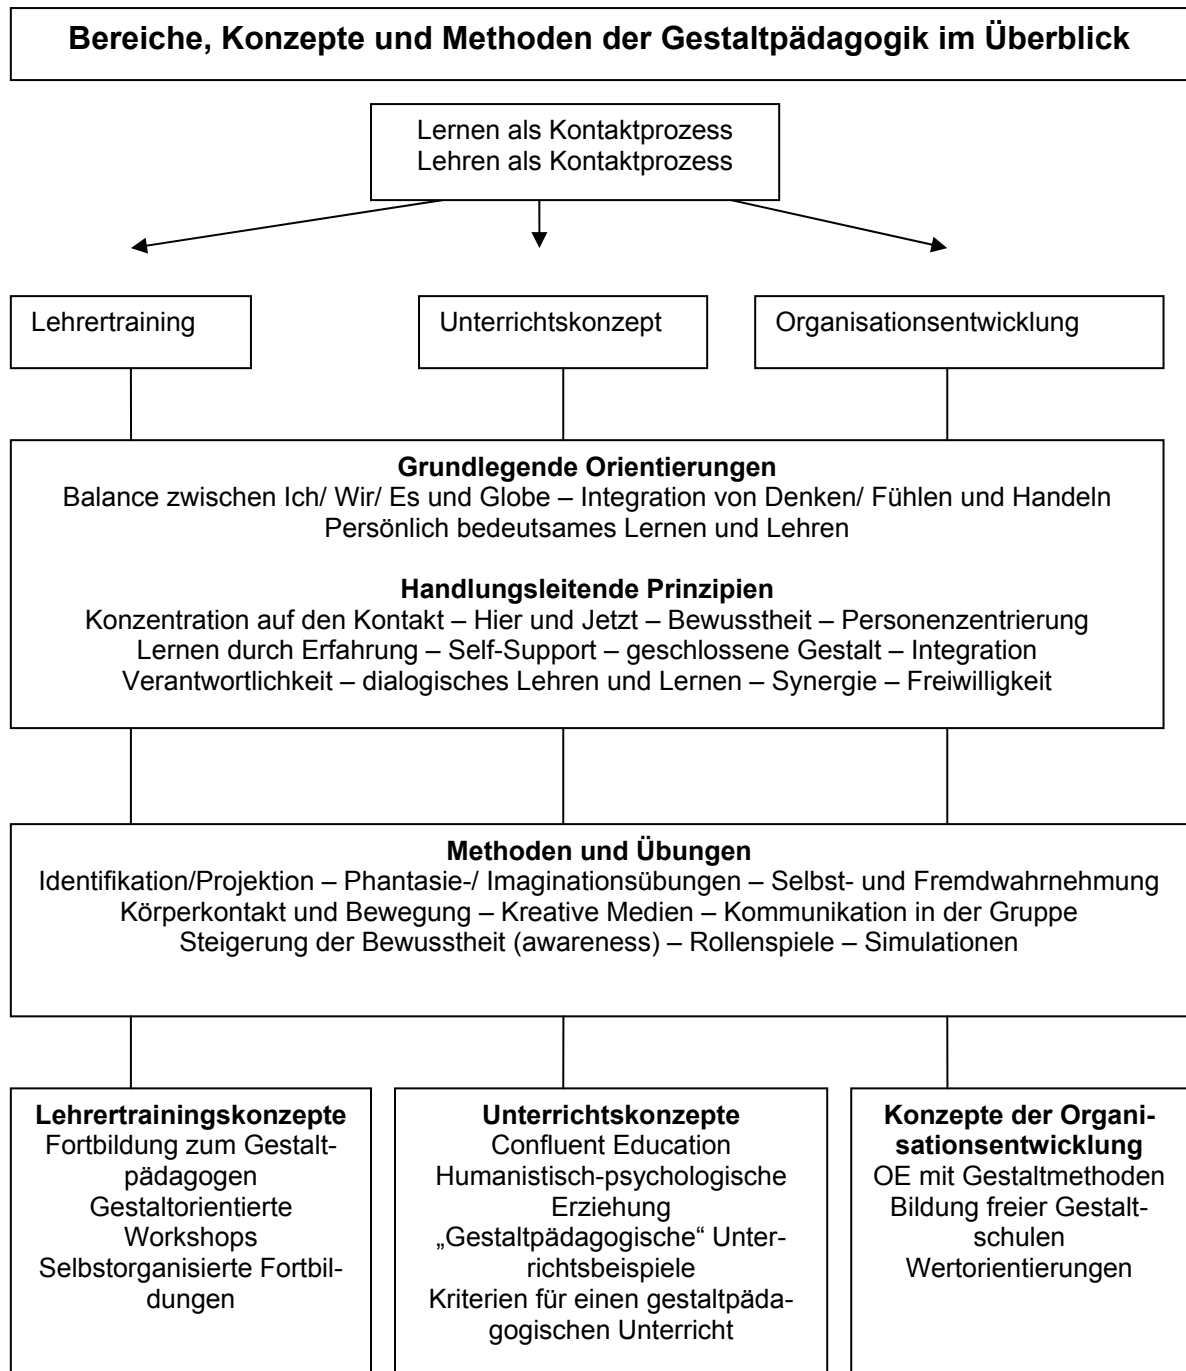 Bereiche, Konzepte und Methoden der Gestaltpädagogik im Überblick
Lernen als Kontaktprozess
Lehren als Kontaktprozess
Lehrertraining
Unterrichtskonzept
Organisationsentwicklung
Grundlegende Orientierungen
Balance zwischen Ich/ Wir/ Es und Globe – Integration von Denken/ Fühlen und Handeln
Persönlich bedeutsames Lernen und Lehren
Handlungsleitende Prinzipien
Konzentration auf den Kontakt – Hier und Jetzt – Bewusstheit – Personenzentrierung
Lernen durch Erfahrung – Self-Support – geschlossene Gestalt – Integration
Verantwortlichkeit – dialogisches Lehren und Lernen – Synergie – Freiwilligkeit
Methoden und Übungen
Identifikation/Projektion – Phantasie-/ Imaginationsübungen – Selbst- und Fremdwahrnehmung
Körperkontakt und Bewegung – Kreative Medien – Kommunikation in der Gruppe
Steigerung der Bewusstheit (awareness) – Rollenspiele – Simulationen
Lehrertrainingskonzepte
Fortbildung zum Gestalt-
pädagogen
Gestaltorientierte
Workshops
Selbstorganisierte Fortbil-
dungen
Unterrichtskonzepte
Confluent Education
Humanistisch-psychologische
Erziehung
„Gestaltpädagogische“ Unter-
richtsbeispiele
Kriterien für einen gestaltpäda-
gogischen Unterricht
Konzepte der Organi-
sationsentwicklung
OE mit Gestaltmethoden
Bildung freier Gestalt-
schulen
Wertorientierungen